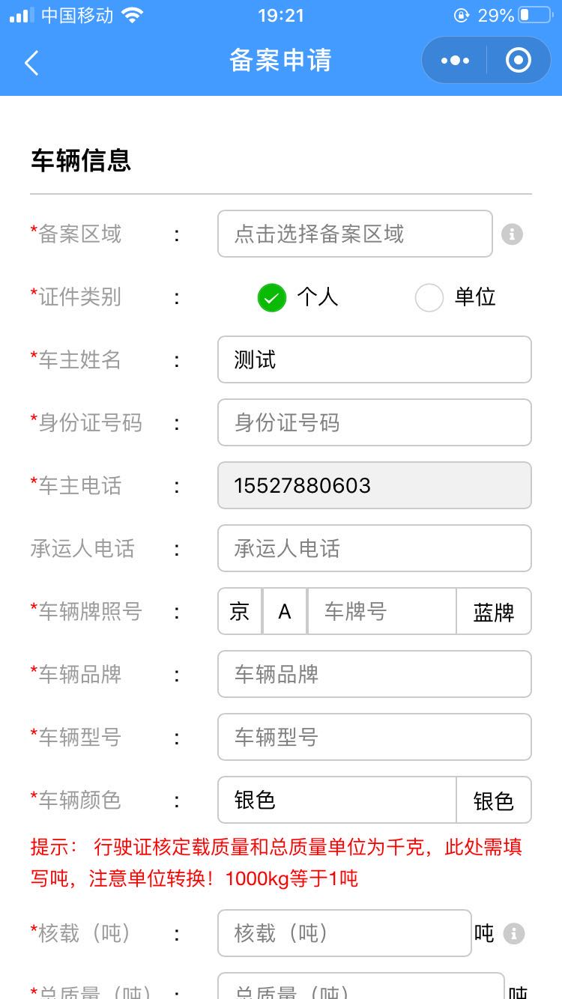 中国移动 19:21 29%
备案申请
车辆信息
*备案区域 : 点击选择备案区域
*证件类别 : 个人 单位
*车主姓名 : 测试
*身份证号码 : 身份证号码
*车主电话 : 15527880603
承运人电话 : 承运人电话
*车辆牌照号 : 京 A 车牌号 蓝牌
*车辆品牌 : 车辆品牌
*车辆型号 : 车辆型号
*车辆颜色 : 银色 银色
提示： 行驶证核定载质量和总质量单位为千克，此处需填
写吨，注意单位转换！1000kg等于1吨
*核载（吨） : 核载（吨） 吨
*总质量（吨） : 总质量（吨） 吨